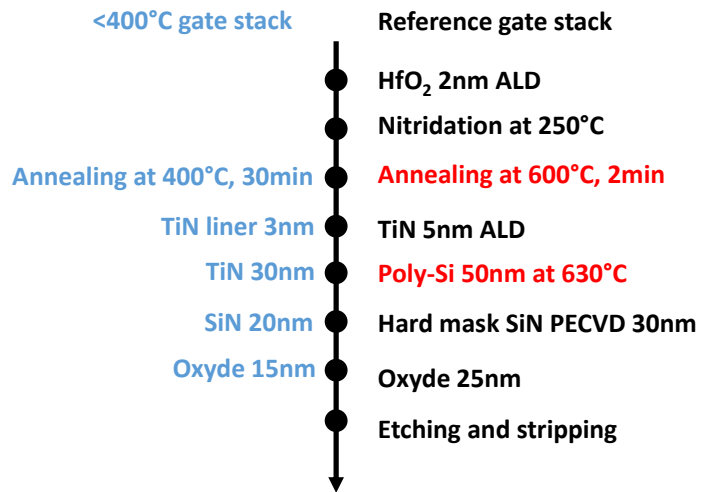 <400°C gate stack Reference gate stack
HfO₂ 2nm ALD
Nitridation at 250°C
Annealing at 400°C, 30min Annealing at 600°C, 2min
TiN liner 3nm TiN 5nm ALD
TiN 30nm Poly-Si 50nm at 630°C
SiN 20nm Hard mask SiN PECVD 30nm
Oxyde 15nm Oxyde 25nm
Etching and stripping